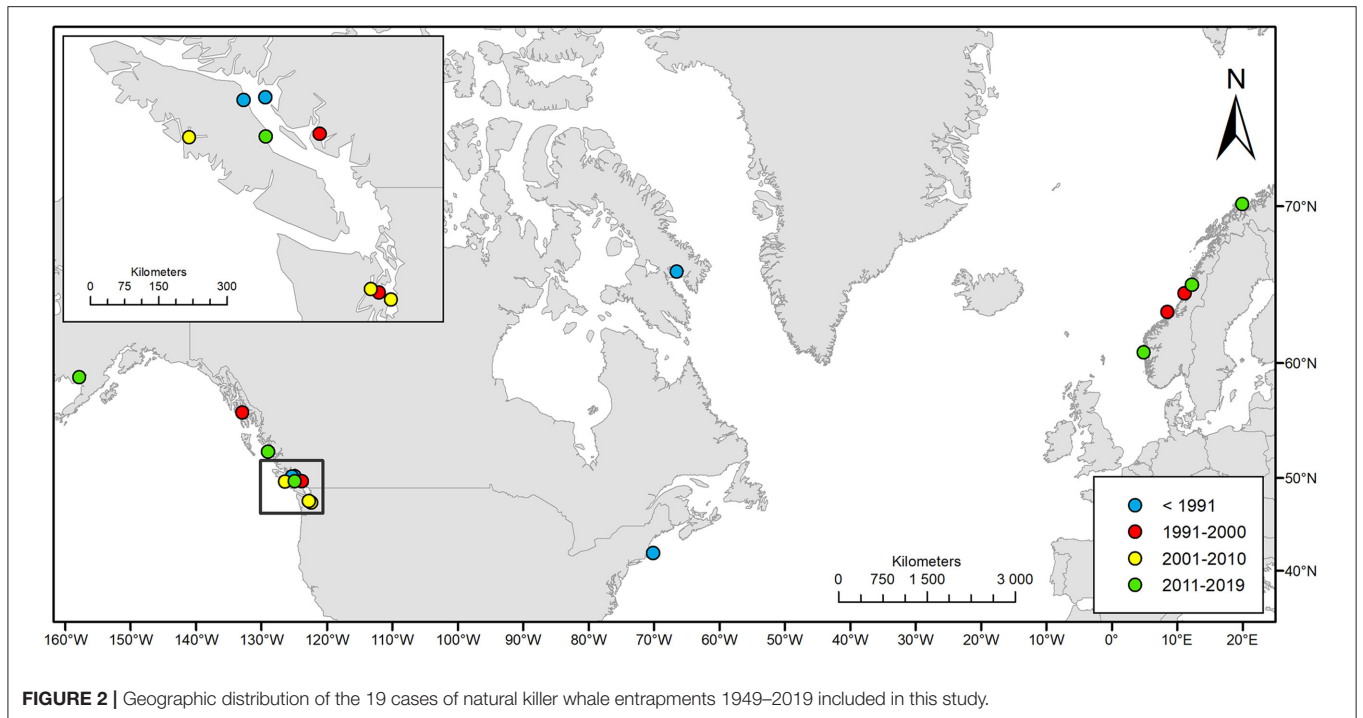 Kilometers
0 75 150 300
N
70°N
60°N
50°N
40°N
Kilometers
0 750 1 500 3 000
< 1991
1991-2000
2001-2010
2011-2019
160°W 150°W 140°W 130°W 120°W 110°W 100°W 90°W 80°W 70°W 60°W 50°W 40°W 30°W 20°W 10°W 0° 10°E 20°E
FIGURE 2 | Geographic distribution of the 19 cases of natural killer whale entrapments 1949–2019 included in this study.